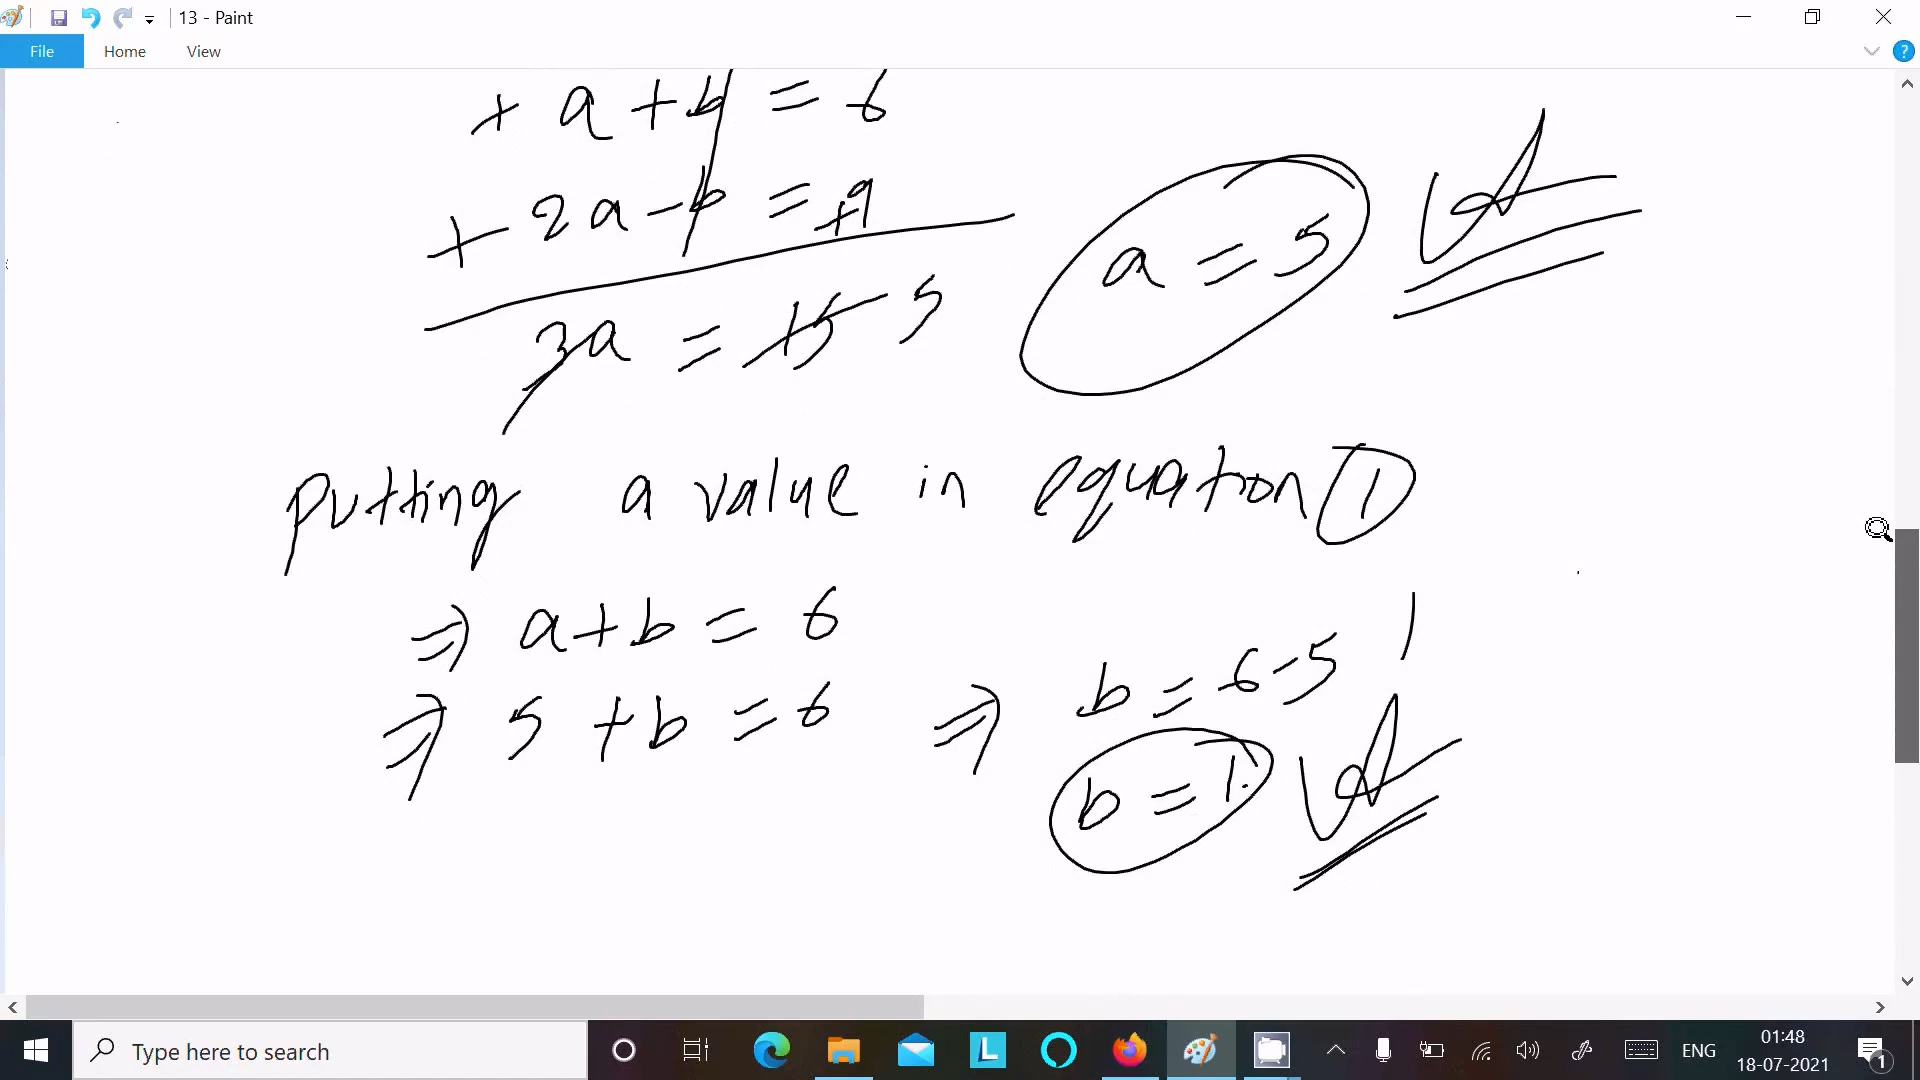 13 - Paint
File Home View
+ a + b = 6
+ 2a - b = +9
3a = 15 5
a = 5
putting a value in equation 1
⇒ a + b = 6
⇒ 5 + b = 6 ⇒ b = 6 - 5
b = 1.
Type here to search
ENG
01:48
18-07-2021
1